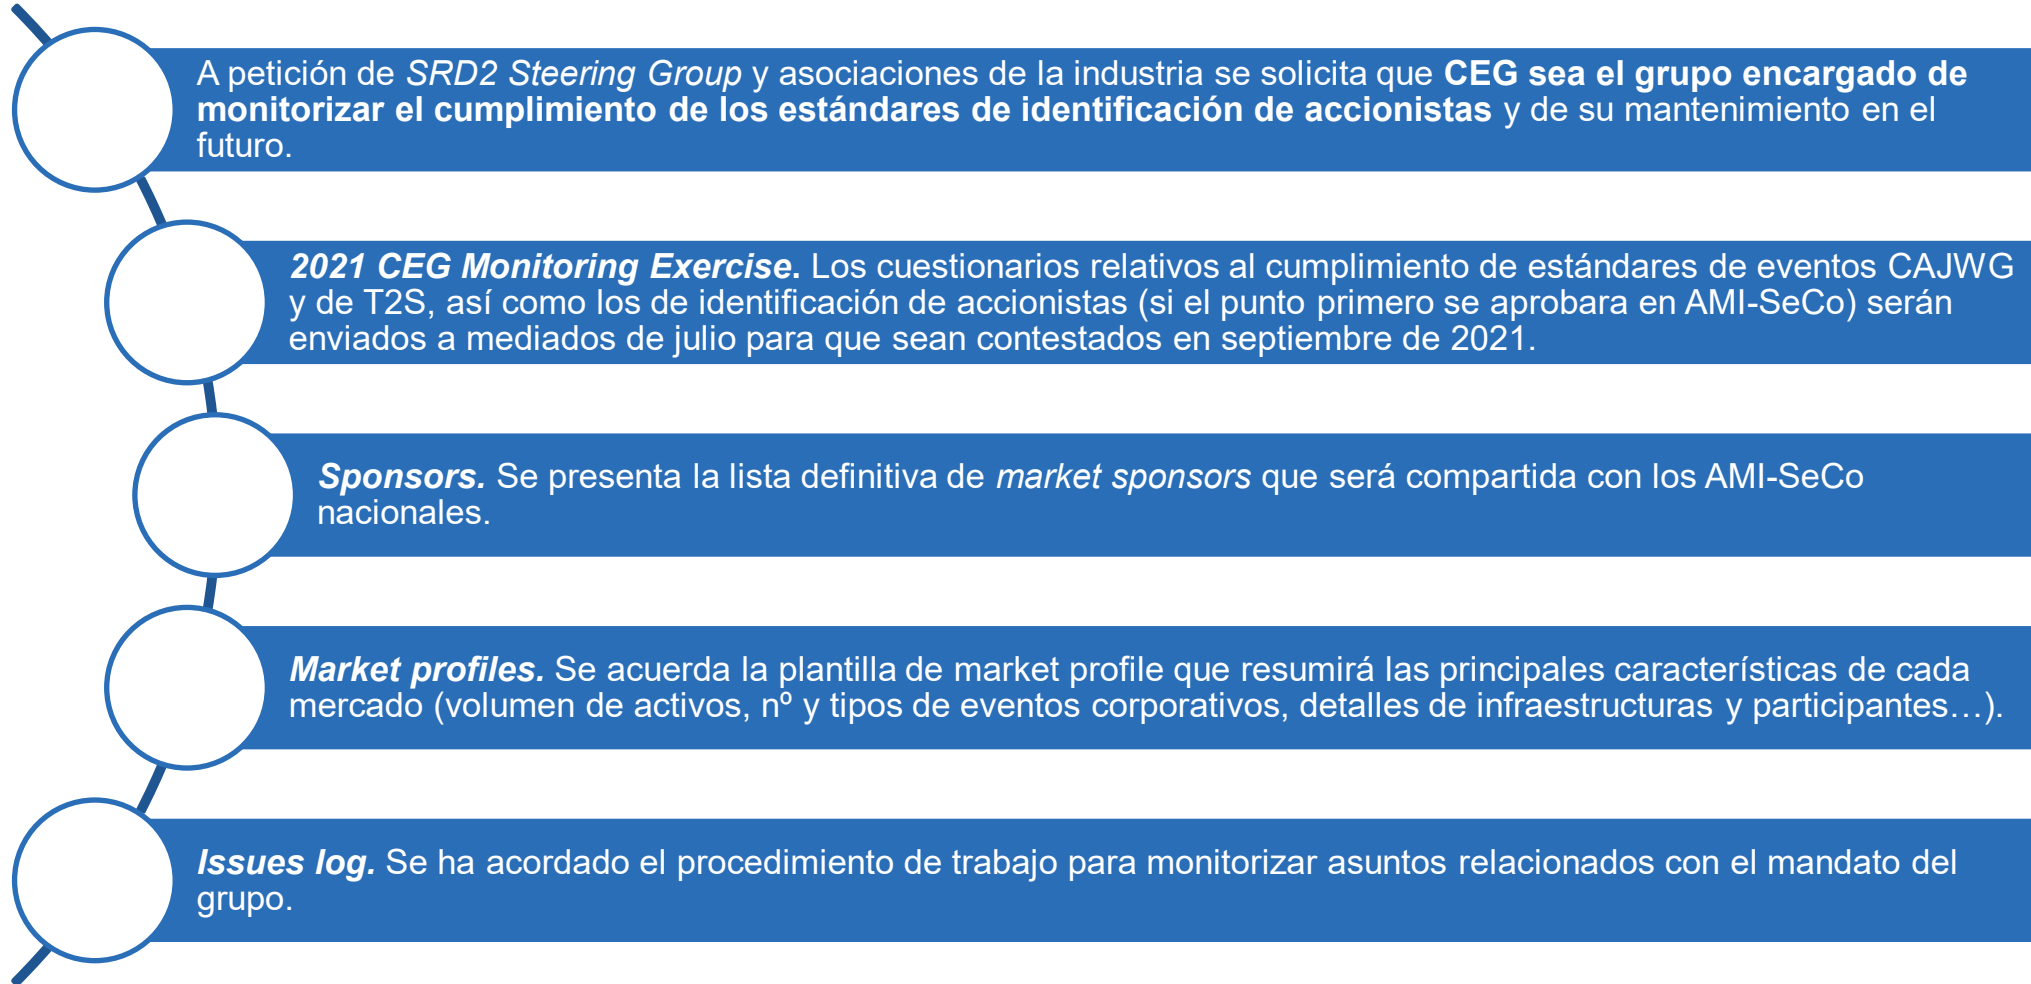 A petición de SRD2 Steering Group y asociaciones de la industria se solicita que CEG sea el grupo encargado de
monitorizar el cumplimiento de los estándares de identificación de accionistas y de su mantenimiento en el
futuro.
2021 CEG Monitoring Exercise. Los cuestionarios relativos al cumplimiento de estándares de eventos CAJWG
y de T2S, así como los de identificación de accionistas (si el punto primero se aprobara en AMI-SeCo) serán
enviados a mediados de julio para que sean contestados en septiembre de 2021.
Sponsors. Se presenta la lista definitiva de market sponsors que será compartida con los AMI-SeCo
nacionales.
Market profiles. Se acuerda la plantilla de market profile que resumirá las principales características de cada
mercado (volumen de activos, nº y tipos de eventos corporativos, detalles de infraestructuras y participantes…).
Issues log. Se ha acordado el procedimiento de trabajo para monitorizar asuntos relacionados con el mandato del
grupo.